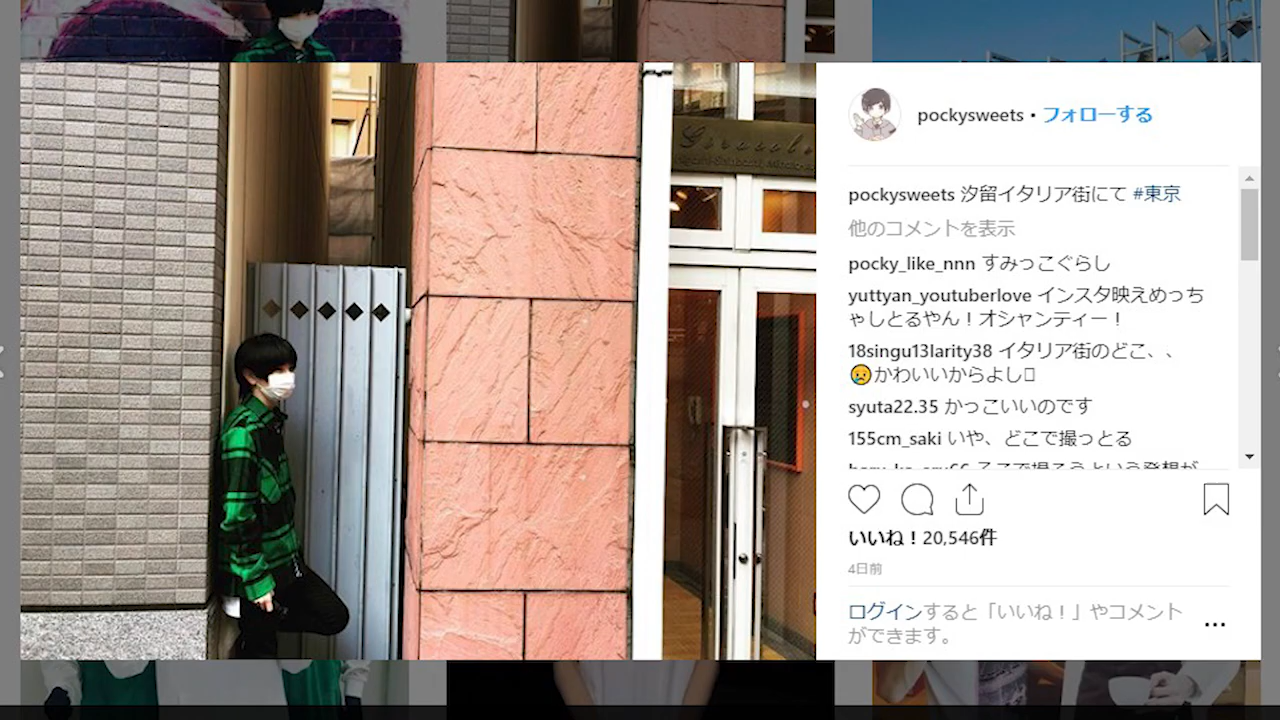 pockysweets • フォローする
pockysweets 汐留イタリア街にて #東京
他のコメントを表示
pocky_like_nnn すみっこぐらし
yuttyan_youtuberlove インスタ映えめっち
ゃしとるやん！オシャンティー！
18singu13larity38 イタリア街のどこ、、
😢かわいいからよし
syuta22.35 かっこいいのです
155cm_saki いや、どこで撮っとる
いいね！20,546件
4日前
ログインすると「いいね！」やコメント
ができます。